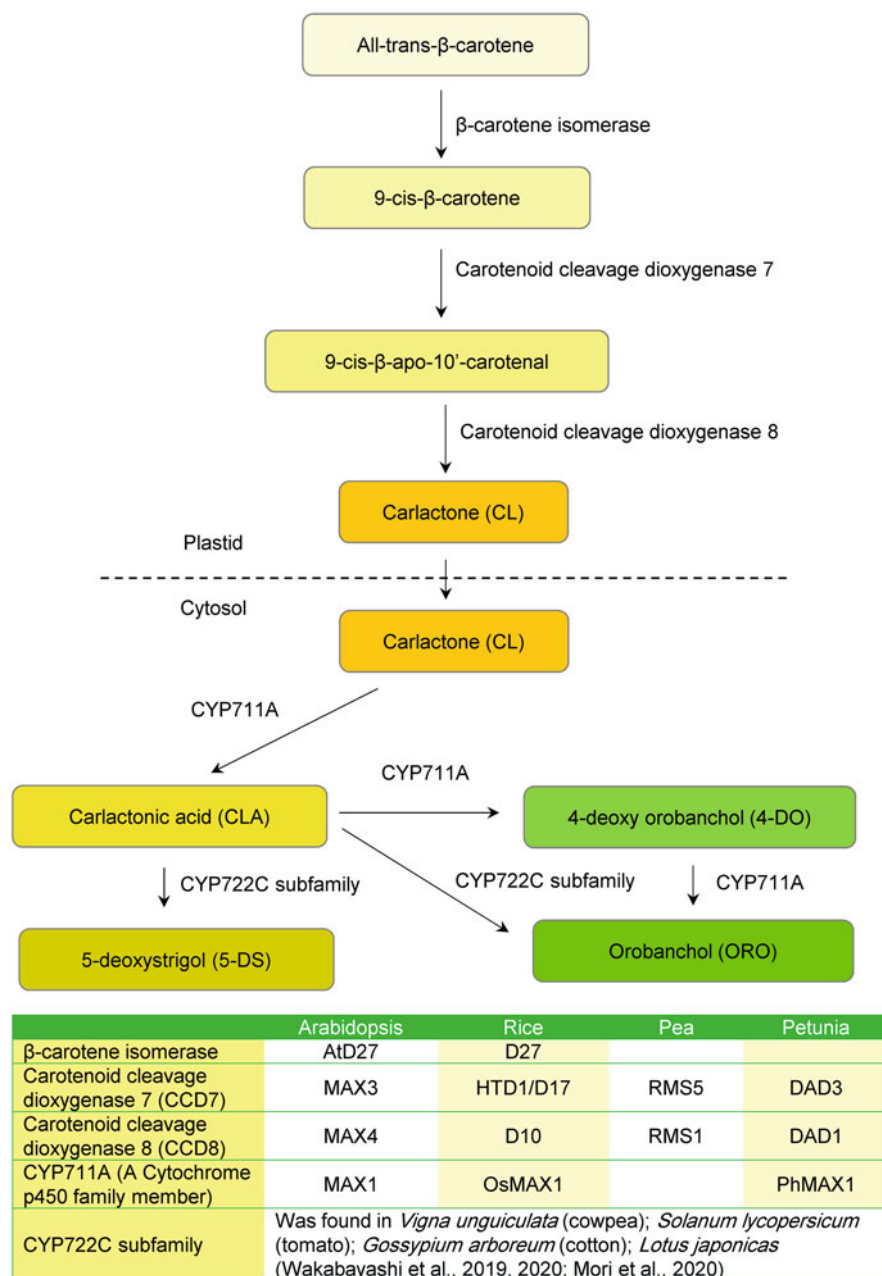 All-trans-β-carotene
β-carotene isomerase
9-cis-β-carotene
Carotenoid cleavage dioxygenase 7
9-cis-β-apo-10’-carotenal
Carotenoid cleavage dioxygenase 8
Carlactone (CL)
Plastid
Cytosol
Carlactone (CL)
CYP711A
CYP711A
Carlactonic acid (CLA)
4-deoxy orobanchol (4-DO)
CYP722C subfamily
CYP722C subfamily
CYP711A
5-deoxystrigol (5-DS)
Orobanchol (ORO)
Arabidopsis Rice Pea Petunia
β-carotene isomerase AtD27 D27
Carotenoid cleavage
dioxygenase 7 (CCD7) MAX3 HTD1/D17 RMS5 DAD3
Carotenoid cleavage
dioxygenase 8 (CCD8) MAX4 D10 RMS1 DAD1
CYP711A (A Cytochrome
p450 family member) MAX1 OsMAX1 PhMAX1
CYP722C subfamily
Was found in Vigna unguiculata (cowpea); Solanum lycopersicum
(tomato); Gossypium arboreum (cotton); Lotus japonicas
(Wakabayashi et al., 2019, 2020; Mori et al., 2020)